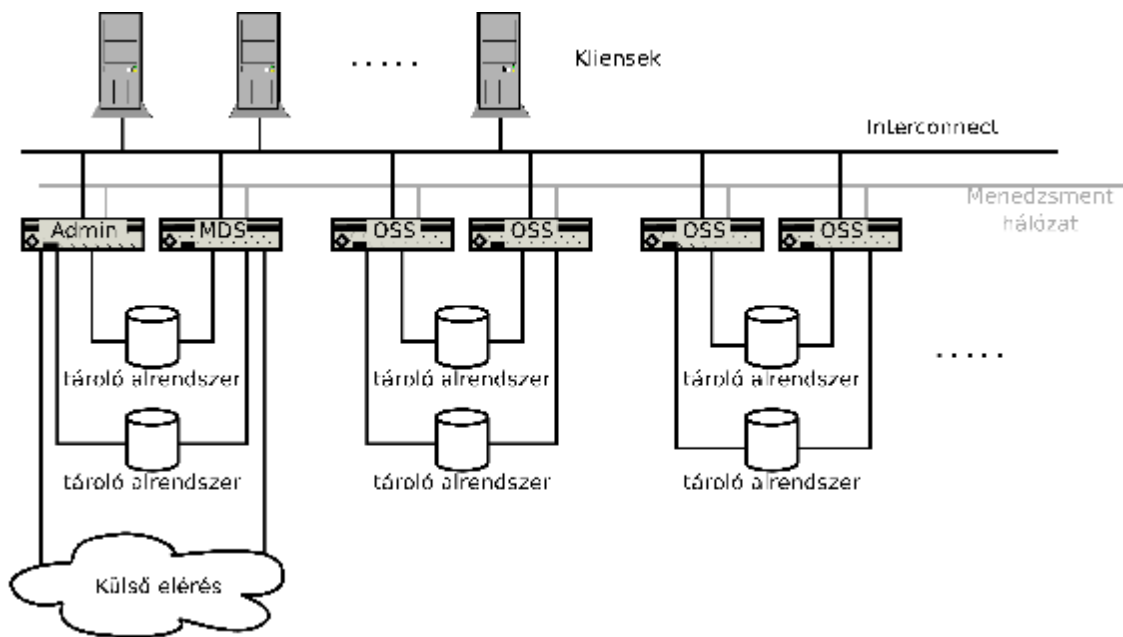 Kliensek
Interconnect
Menedzsment
hálózat
Admin
MDS
OSS
OSS
OSS
OSS
tároló alrendszer
tároló alrendszer
tároló alrendszer
tároló alrendszer
tároló alrendszer
tároló alrendszer
Külső elérés